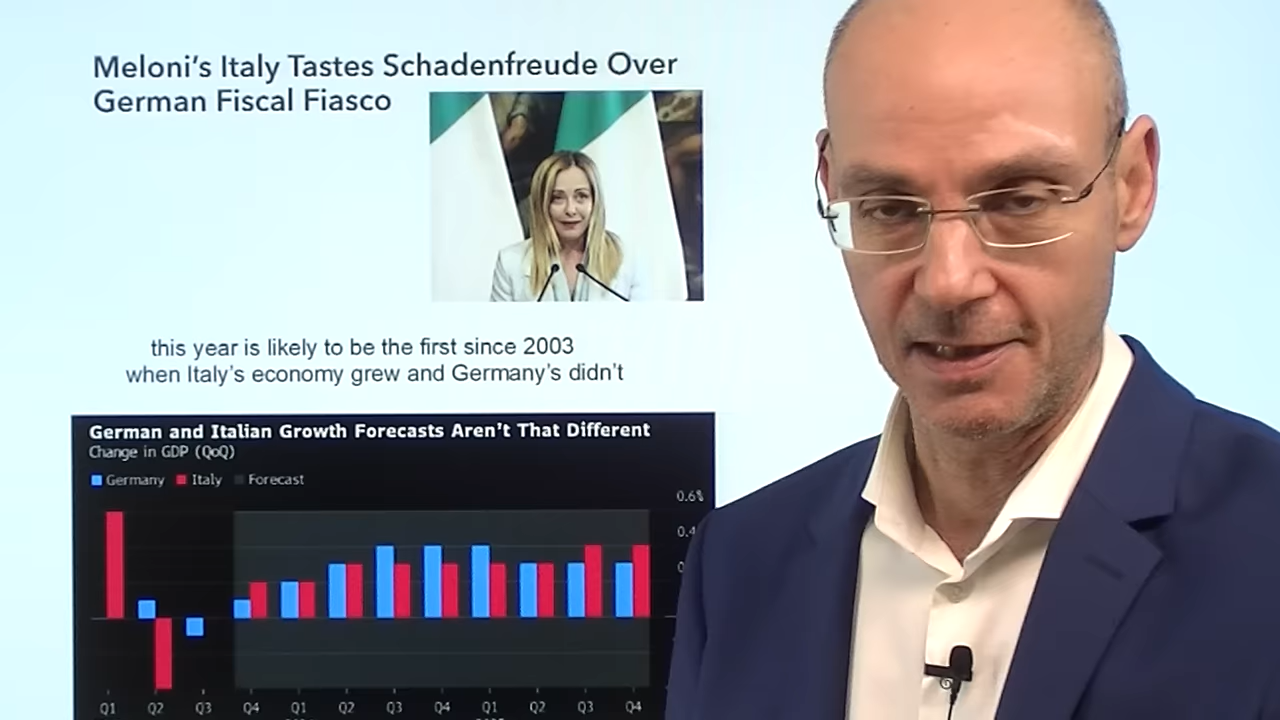 Meloni's Italy Tastes Schadenfreude Over
German Fiscal Fiasco
this year is likely to be the first since 2003
when Italy's economy grew and Germany's didn't
German and Italian Growth Forecasts Aren't That Different
Change in GDP (QoQ)
Germany Italy Forecast
0.6%
0.4
Q1 Q2 Q3 Q4 Q1 Q2 Q3 Q4 Q1 Q2 Q3 Q4